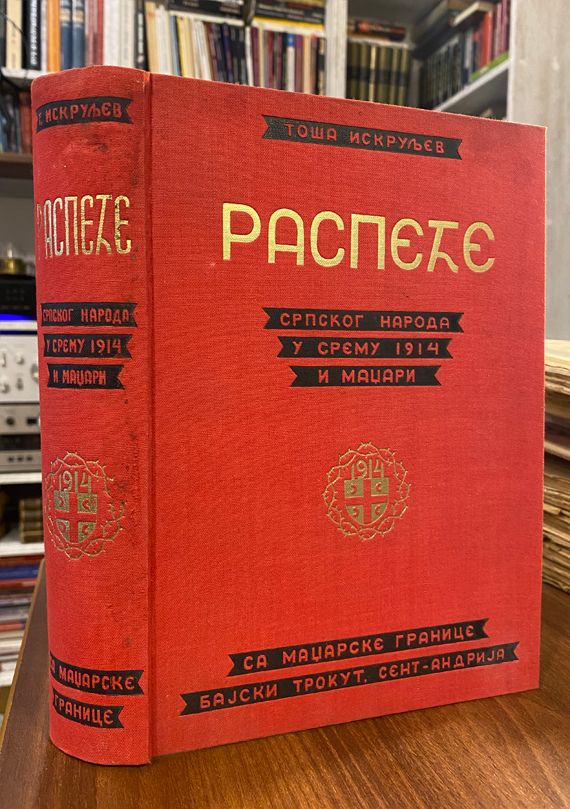 Т. ИСКРУЉЕВ
РАСПЕЋЕ
СРПСКОГ НАРОДА
У СРЕМУ 1914
И МАЏАРИ
1914
СА МАЏАРСКЕ
ГРАНИЦЕ
ТОША ИСКРУЉЕВ
РАСПЕЋЕ
СРПСКОГ НАРОДА
У СРЕМУ 1914
И МАЏАРИ
1914
СА МАЏАРСКЕ ГРАНИЦЕ
БАЈСКИ ТРОКУТ, СЕНТ-АНДРИЈА